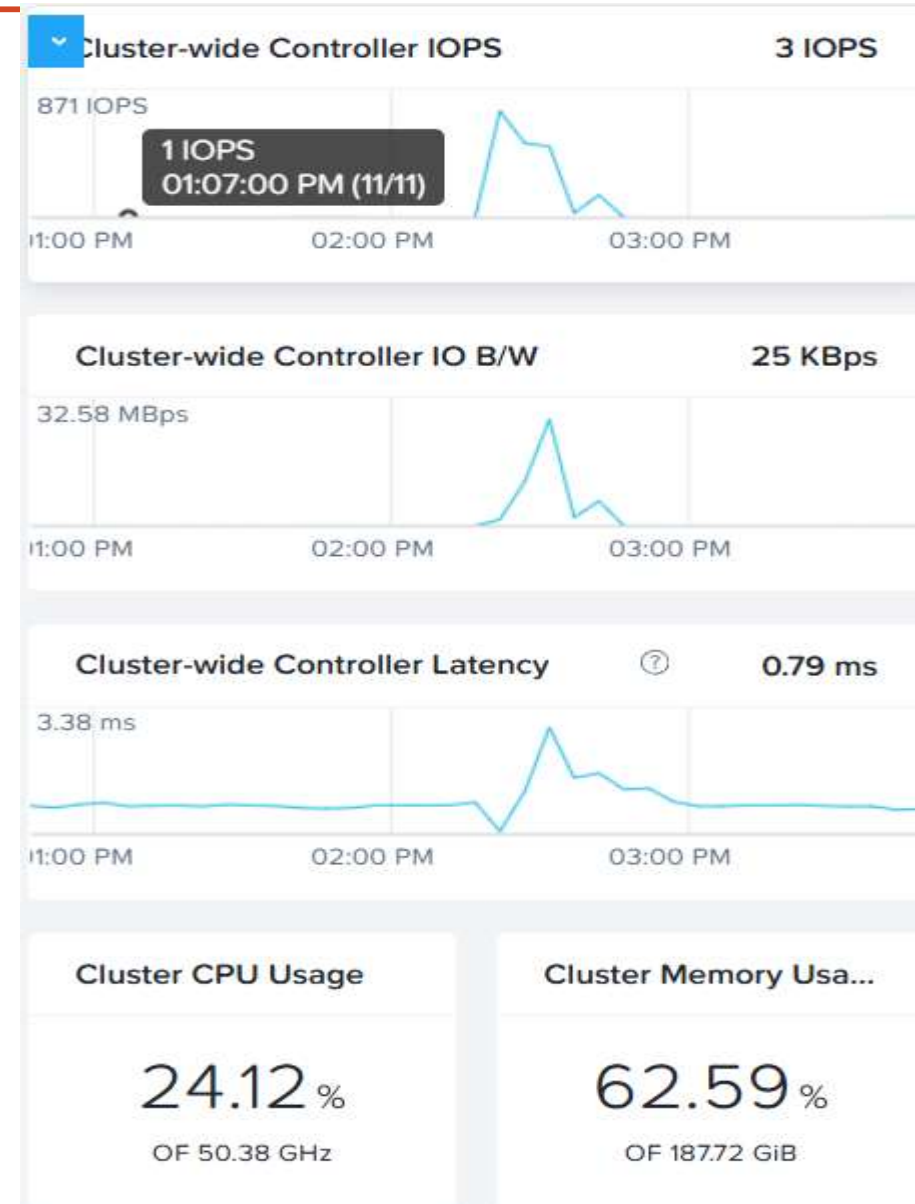 Cluster-wide Controller IOPS 3 IOPS
871 IOPS
1 IOPS
01:07:00 PM (11/11)
1:00 PM 02:00 PM 03:00 PM
Cluster-wide Controller IO B/W 25 KBps
32.58 MBps
1:00 PM 02:00 PM 03:00 PM
Cluster-wide Controller Latency ? 0.79 ms
3.38 ms
1:00 PM 02:00 PM 03:00 PM
Cluster CPU Usage Cluster Memory Usa...
24.12 % 62.59 %
OF 50.38 GHz OF 187.72 GiB